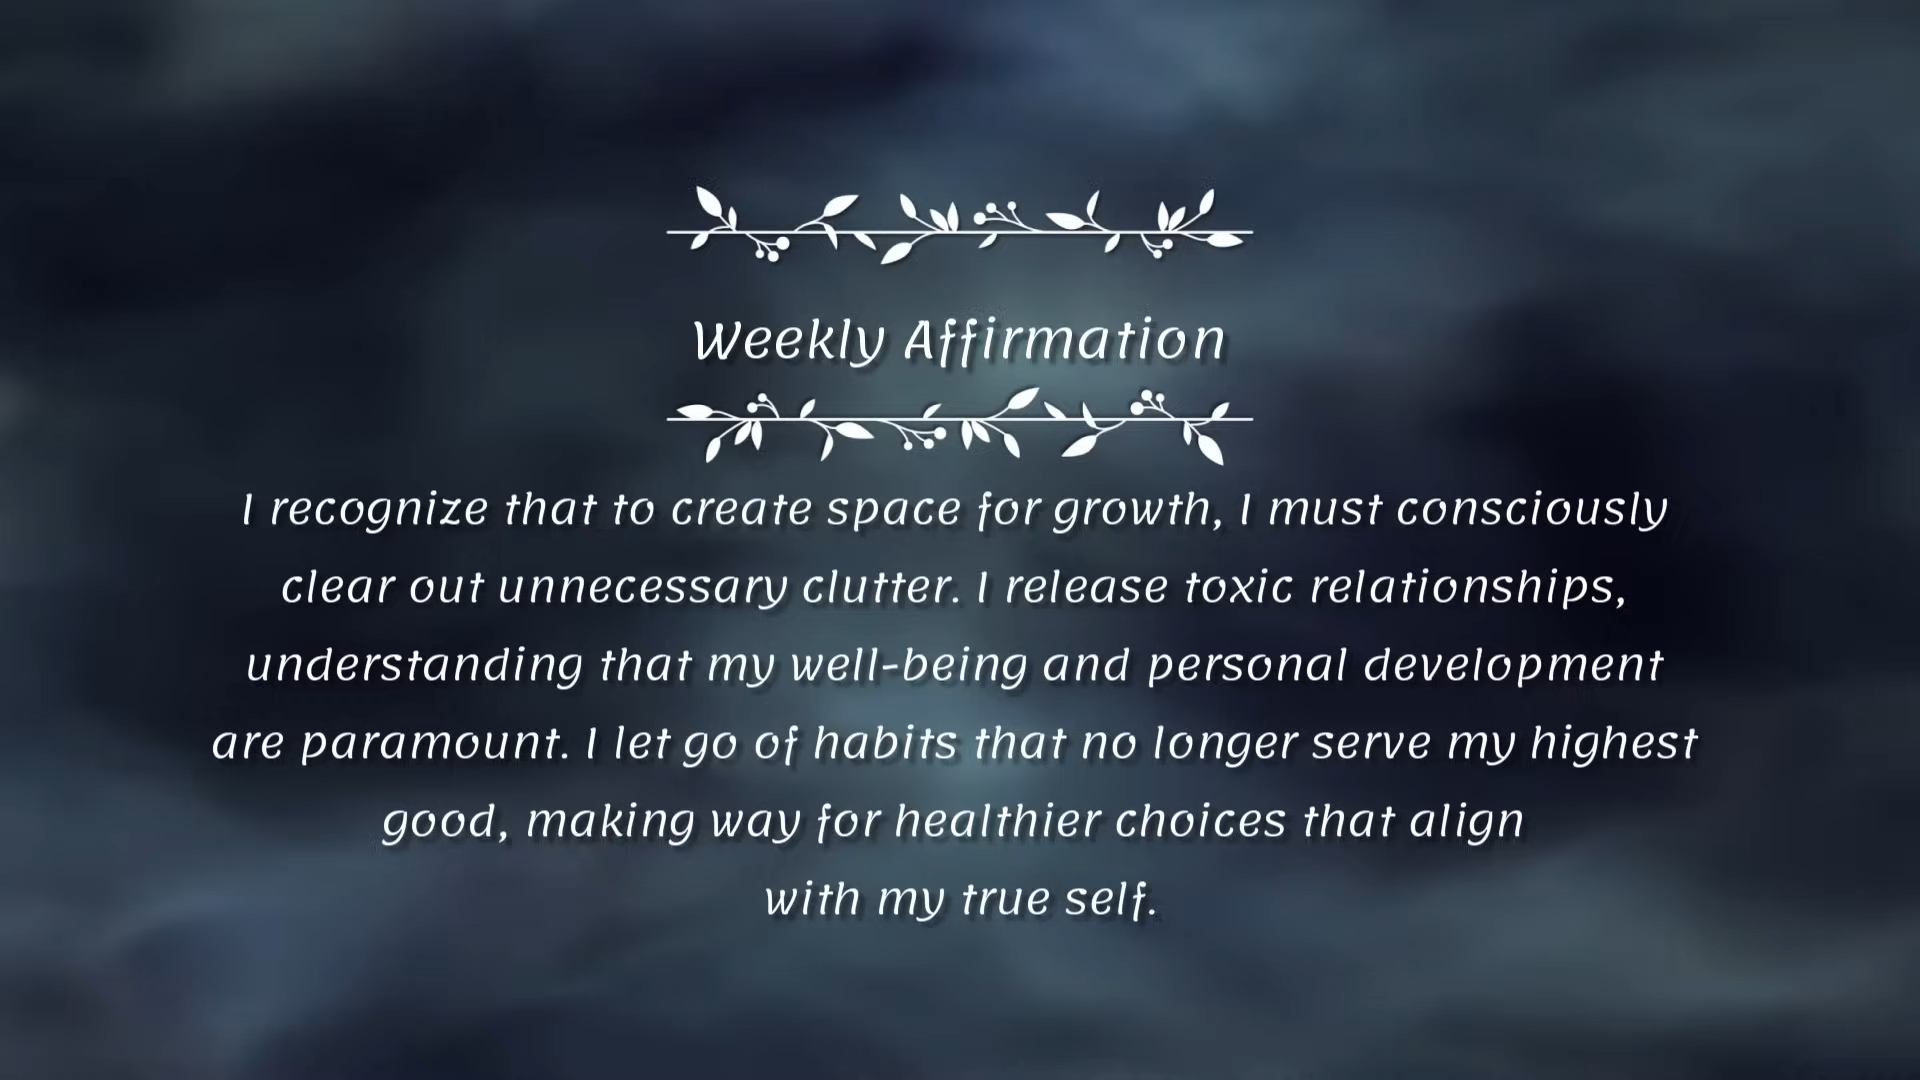 Weekly Affirmation
I recognize that to create space for growth, I must consciously
clear out unnecessary clutter. I release toxic relationships,
understanding that my well-being and personal development
are paramount. I let go of habits that no longer serve my highest
good, making way for healthier choices that align
with my true self.